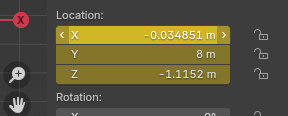 Location:
X
X -0.034851 m
Y 8 m
Z -1.1152 m
Rotation: